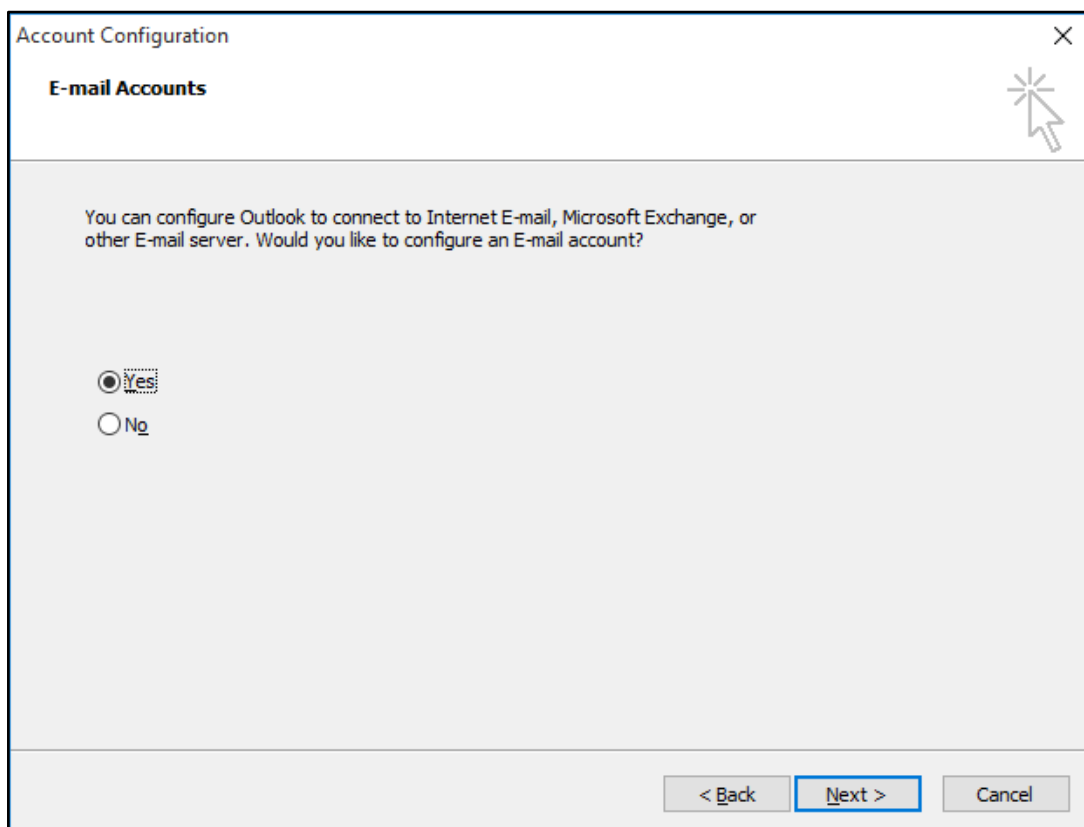 Account Configuration
E-mail Accounts
You can configure Outlook to connect to Internet E-mail, Microsoft Exchange, or
other E-mail server. Would you like to configure an E-mail account?
Yes
No
< Back
Next >
Cancel